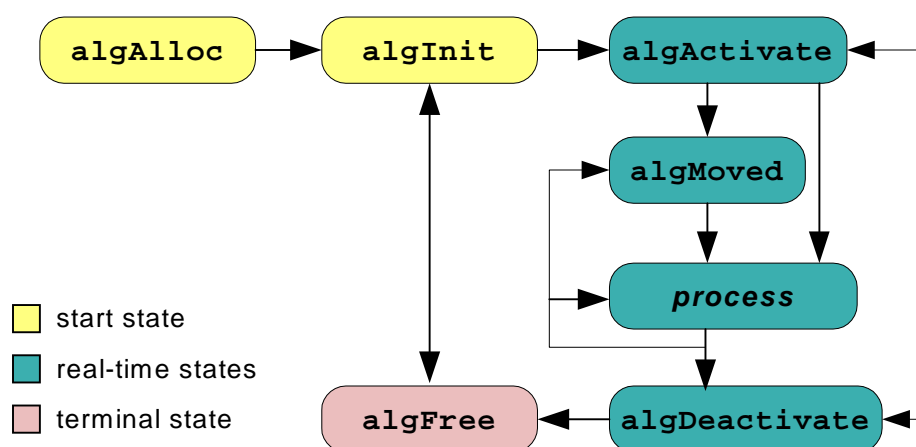 algAlloc
algInit
algActivate
algMoved
process
start state
real-time states
terminal state
algFree
algDeactivate